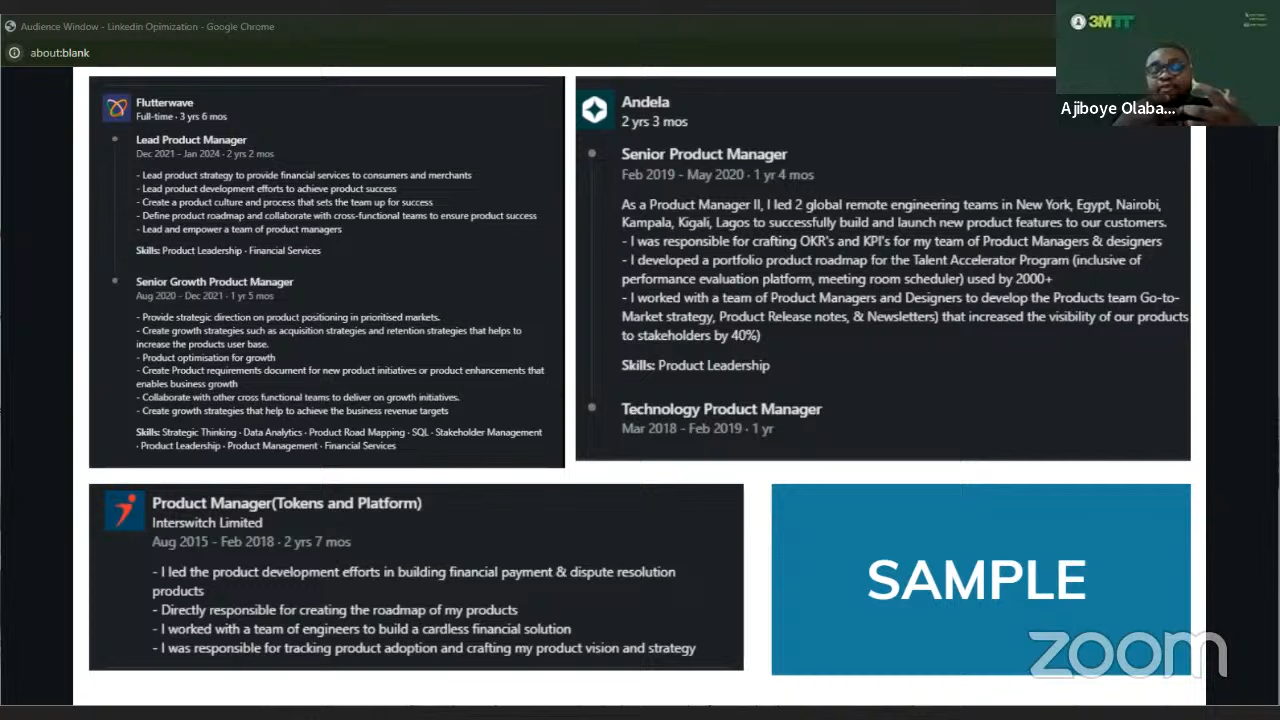 Audience Window - Linkedin Opimization - Google Chrome
about:blank
3MTT
Ajiboye Olaba...
Flutterwave
Full-time · 3 yrs 6 mos
Lead Product Manager
Dec 2021 - Jan 2024 · 2 yrs 2 mos
- Lead product strategy to provide financial services to consumers and merchants
- Lead product development efforts to achieve product success
- Create a product culture and process that sets the team up for success
- Define product roadmap and collaborate with cross-functional teams to ensure product success
- Lead and empower a team of product managers
Skills: Product Leadership · Financial Services
Senior Growth Product Manager
Aug 2020 - Dec 2021 · 1 yr 5 mos
- Provide strategic direction on product positioning in prioritised markets.
- Create growth strategies such as acquisition strategies and retention strategies that helps to
increase the products user base.
- Product optimisation for growth
- Create Product requirements document for new product initiatives or product enhancements that
enables business growth
- Collaborate with other cross functional teams to deliver on growth initiatives.
- Create growth strategies that help to achieve the business revenue targets
Skills: Strategic Thinking · Data Analytics · Product Road Mapping · SQL · Stakeholder Management
· Product Leadership · Product Management · Financial Services
Andela
2 yrs 3 mos
Senior Product Manager
Feb 2019 - May 2020 · 1 yr 4 mos
As a Product Manager II, I led 2 global remote engineering teams in New York, Egypt, Nairobi,
Kampala, Kigali, Lagos to successfully build and launch new product features to our customers.
- I was responsible for crafting OKR's and KPI's for my team of Product Managers & designers
- I developed a portfolio product roadmap for the Talent Accelerator Program (inclusive of
performance evaluation platform, meeting room scheduler) used by 2000+
- I worked with a team of Product Managers and Designers to develop the Products team Go-to-
Market strategy, Product Release notes, & Newsletters) that increased the visibility of our products
to stakeholders by 40%)
Skills: Product Leadership
Technology Product Manager
Mar 2018 - Feb 2019 · 1 yr
Product Manager(Tokens and Platform)
Interswitch Limited
Aug 2015 - Feb 2018 · 2 yrs 7 mos
- I led the product development efforts in building financial payment & dispute resolution
products
- Directly responsible for creating the roadmap of my products
- I worked with a team of engineers to build a cardless financial solution
- I was responsible for tracking product adoption and crafting my product vision and strategy
SAMPLE
zoom